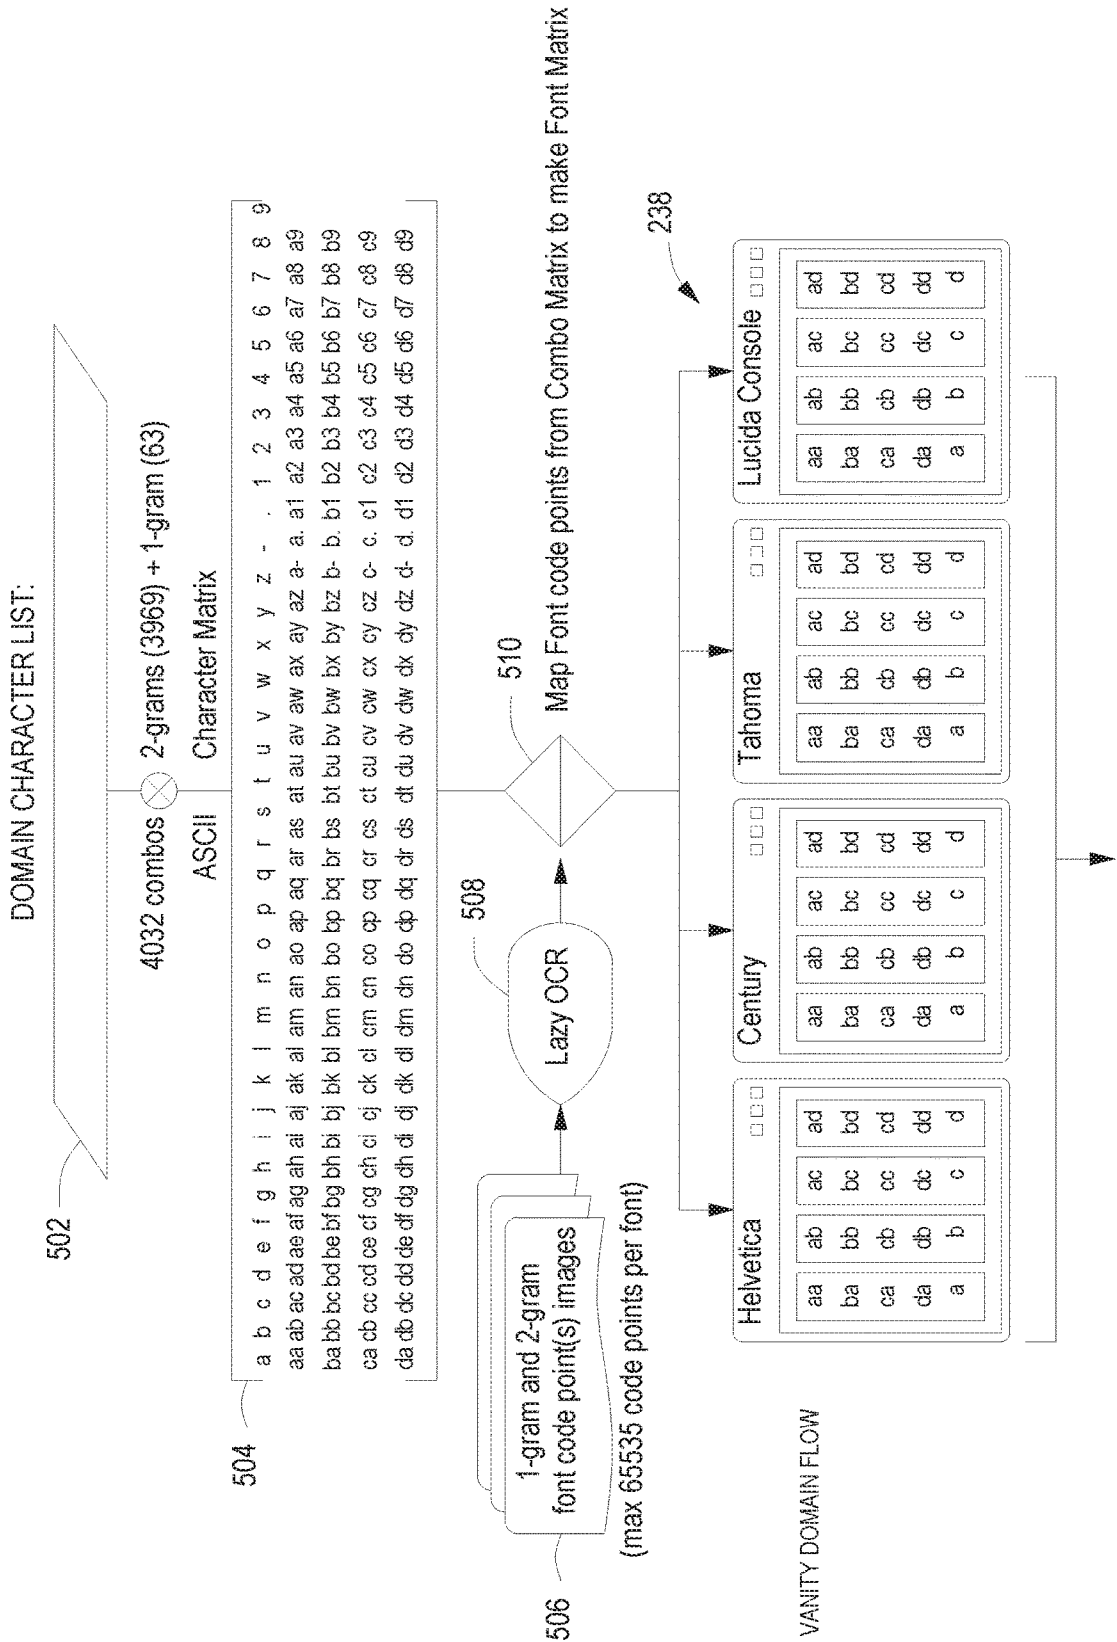 DOMAIN CHARACTER LIST:
502
4032 combos 2-grams (3969) + 1-gram (63)
ASCII Character Matrix
504
a b c d e f g h i j k l m n o p q r s t u v w x y z - . 1 2 3 4 5 6 7 8 9
aa ab ac ad ae af ag ah ai aj ak al am an ao ap aq ar as at au av aw ax ay az a- a. a1 a2 a3 a4 a5 a6 a7 a8 a9
ba bb bc bd be bf bg bh bi bj bk bl bm bn bo bp bq br bs bt bu bv bw bx by bz b- b. b1 b2 b3 b4 b5 b6 b7 b8 b9
ca cb cc cd ce cf cg ch ci cj ck cl cm cn co cp cq cr cs ct cu cv cw cx cy cz c- c. c1 c2 c3 c4 c5 c6 c7 c8 c9
da db dc dd de df dg dh di dj dk dl dm dn do dp dq dr ds dt du dv dw dx dy dz d- d. d1 d2 d3 d4 d5 d6 d7 d8 d9
506
1-gram and 2-gram
font code point(s) images
(max 65535 code points per font)
508
Lazy OCR
510
Map Font code points from Combo Matrix to make Font Matrix
238
Helvetica
aa ab ac ad
ba bb bc bd
ca cb cc cd
da db dc dd
a b c d
Century
aa ab ac ad
ba bb bc bd
ca cb cc cd
da db dc dd
a b c d
Tahoma
aa ab ac ad
ba bb bc bd
ca cb cc cd
da db dc dd
a b c d
Lucida Console
aa ab ac ad
ba bb bc bd
ca cb cc cd
da db dc dd
a b c d
VANITY DOMAIN FLOW